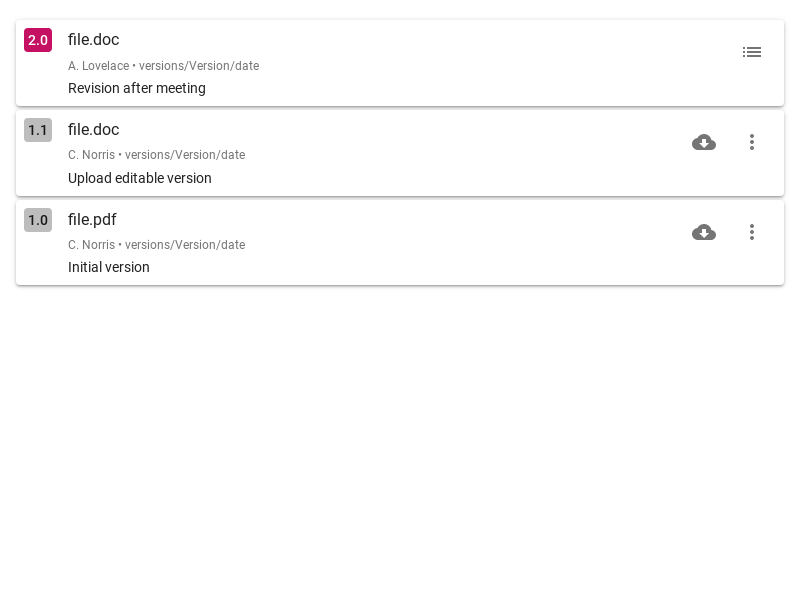 2.0 file.doc
A. Lovelace • versions/Version/date
Revision after meeting
1.1 file.doc
C. Norris • versions/Version/date
Upload editable version
1.0 file.pdf
C. Norris • versions/Version/date
Initial version